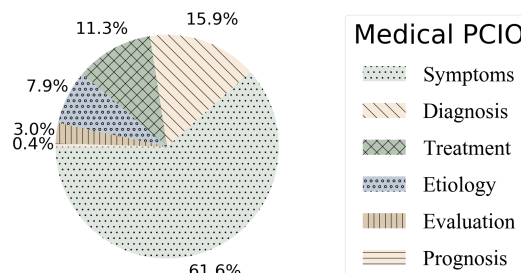 15.9%
11.3%
7.9%
3.0%
0.4%
61.6%
Medical PCIO
Symptoms
Diagnosis
Treatment
Etiology
Evaluation
Prognosis